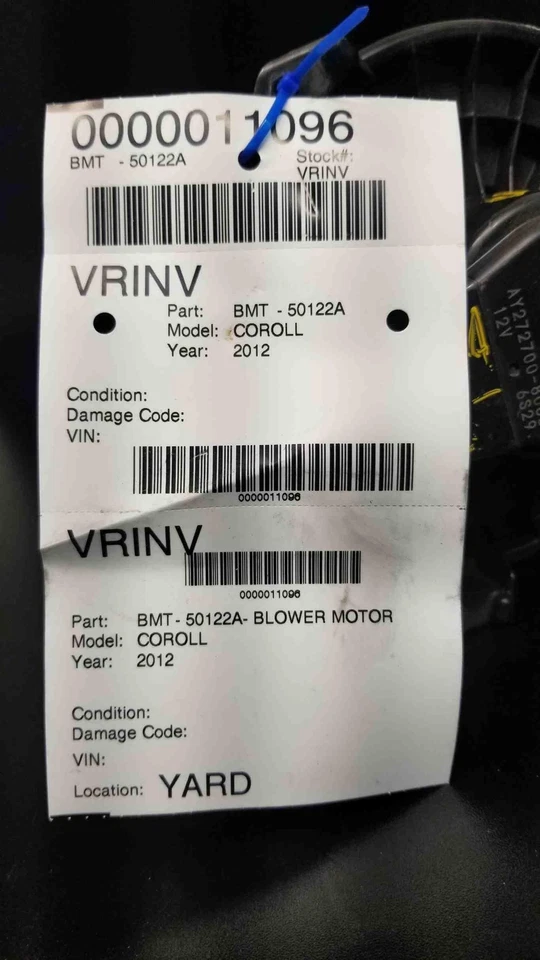 0000011096
BMT - 50122A
Stock#:
VRINV
VRINV
Part: BMT - 50122A
Model: COROLL
Year: 2012
Condition:
Damage Code:
VIN:
0000011096
VRINV
0000011096
Part: BMT - 50122A- BLOWER MOTOR
Model: COROLL
Year: 2012
Condition:
Damage Code:
VIN:
Location: YARD
12V
6S29